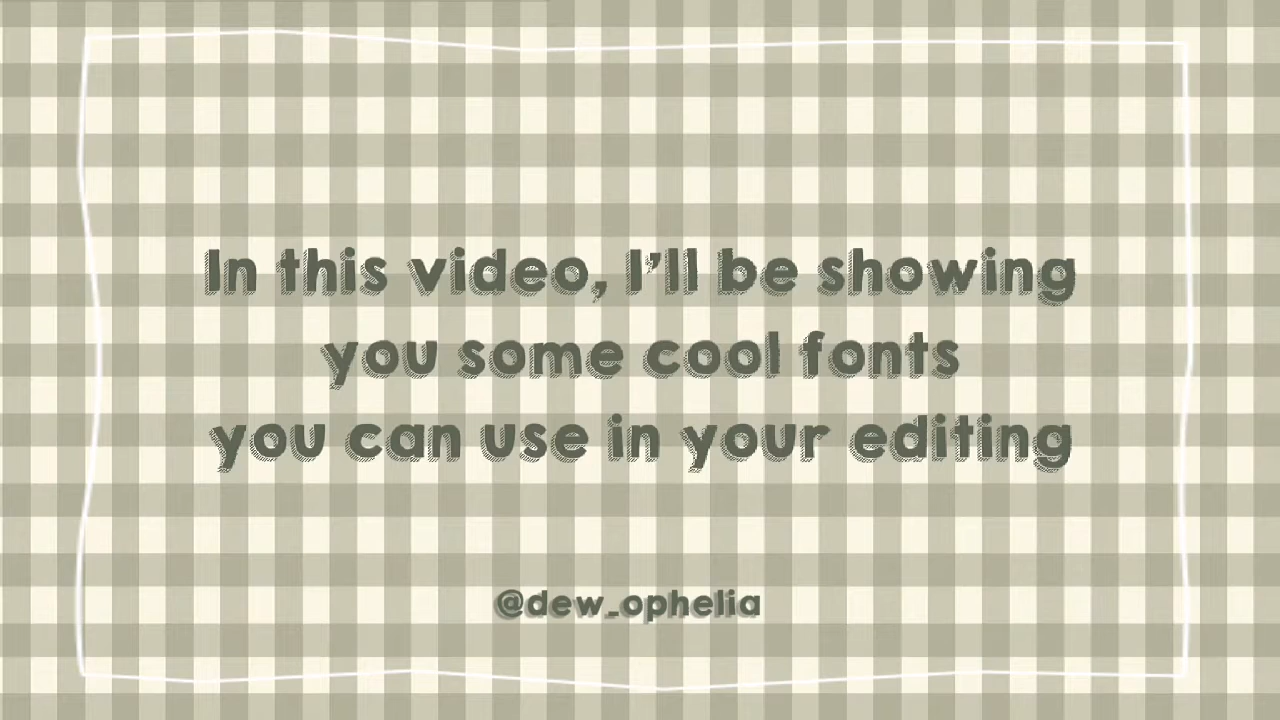 In this video, I'll be showing
you some cool fonts
you can use in your editing
@dew_ophelia